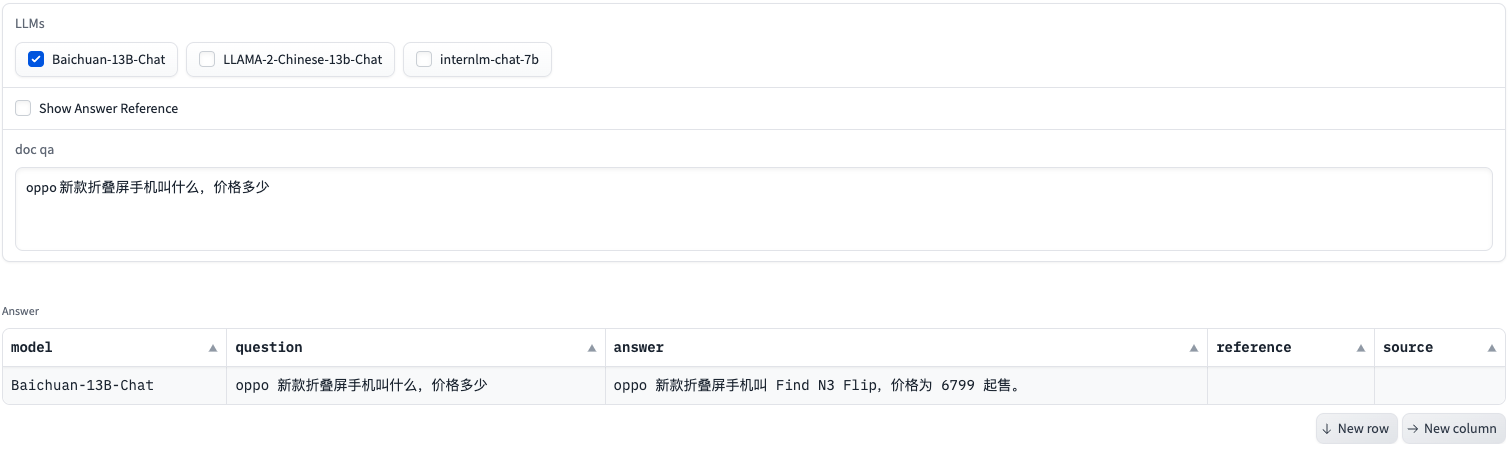 LLMs
Baichuan-13B-Chat LLAMA-2-Chinese-13b-Chat internlm-chat-7b
Show Answer Reference
doc qa
oppo新款折叠屏手机叫什么，价格多少
Answer
model question answer reference source
Baichuan-13B-Chat oppo 新款折叠屏手机叫什么，价格多少 oppo 新款折叠屏手机叫 Find N3 Flip，价格为 6799 起售。
↓ New row → New column